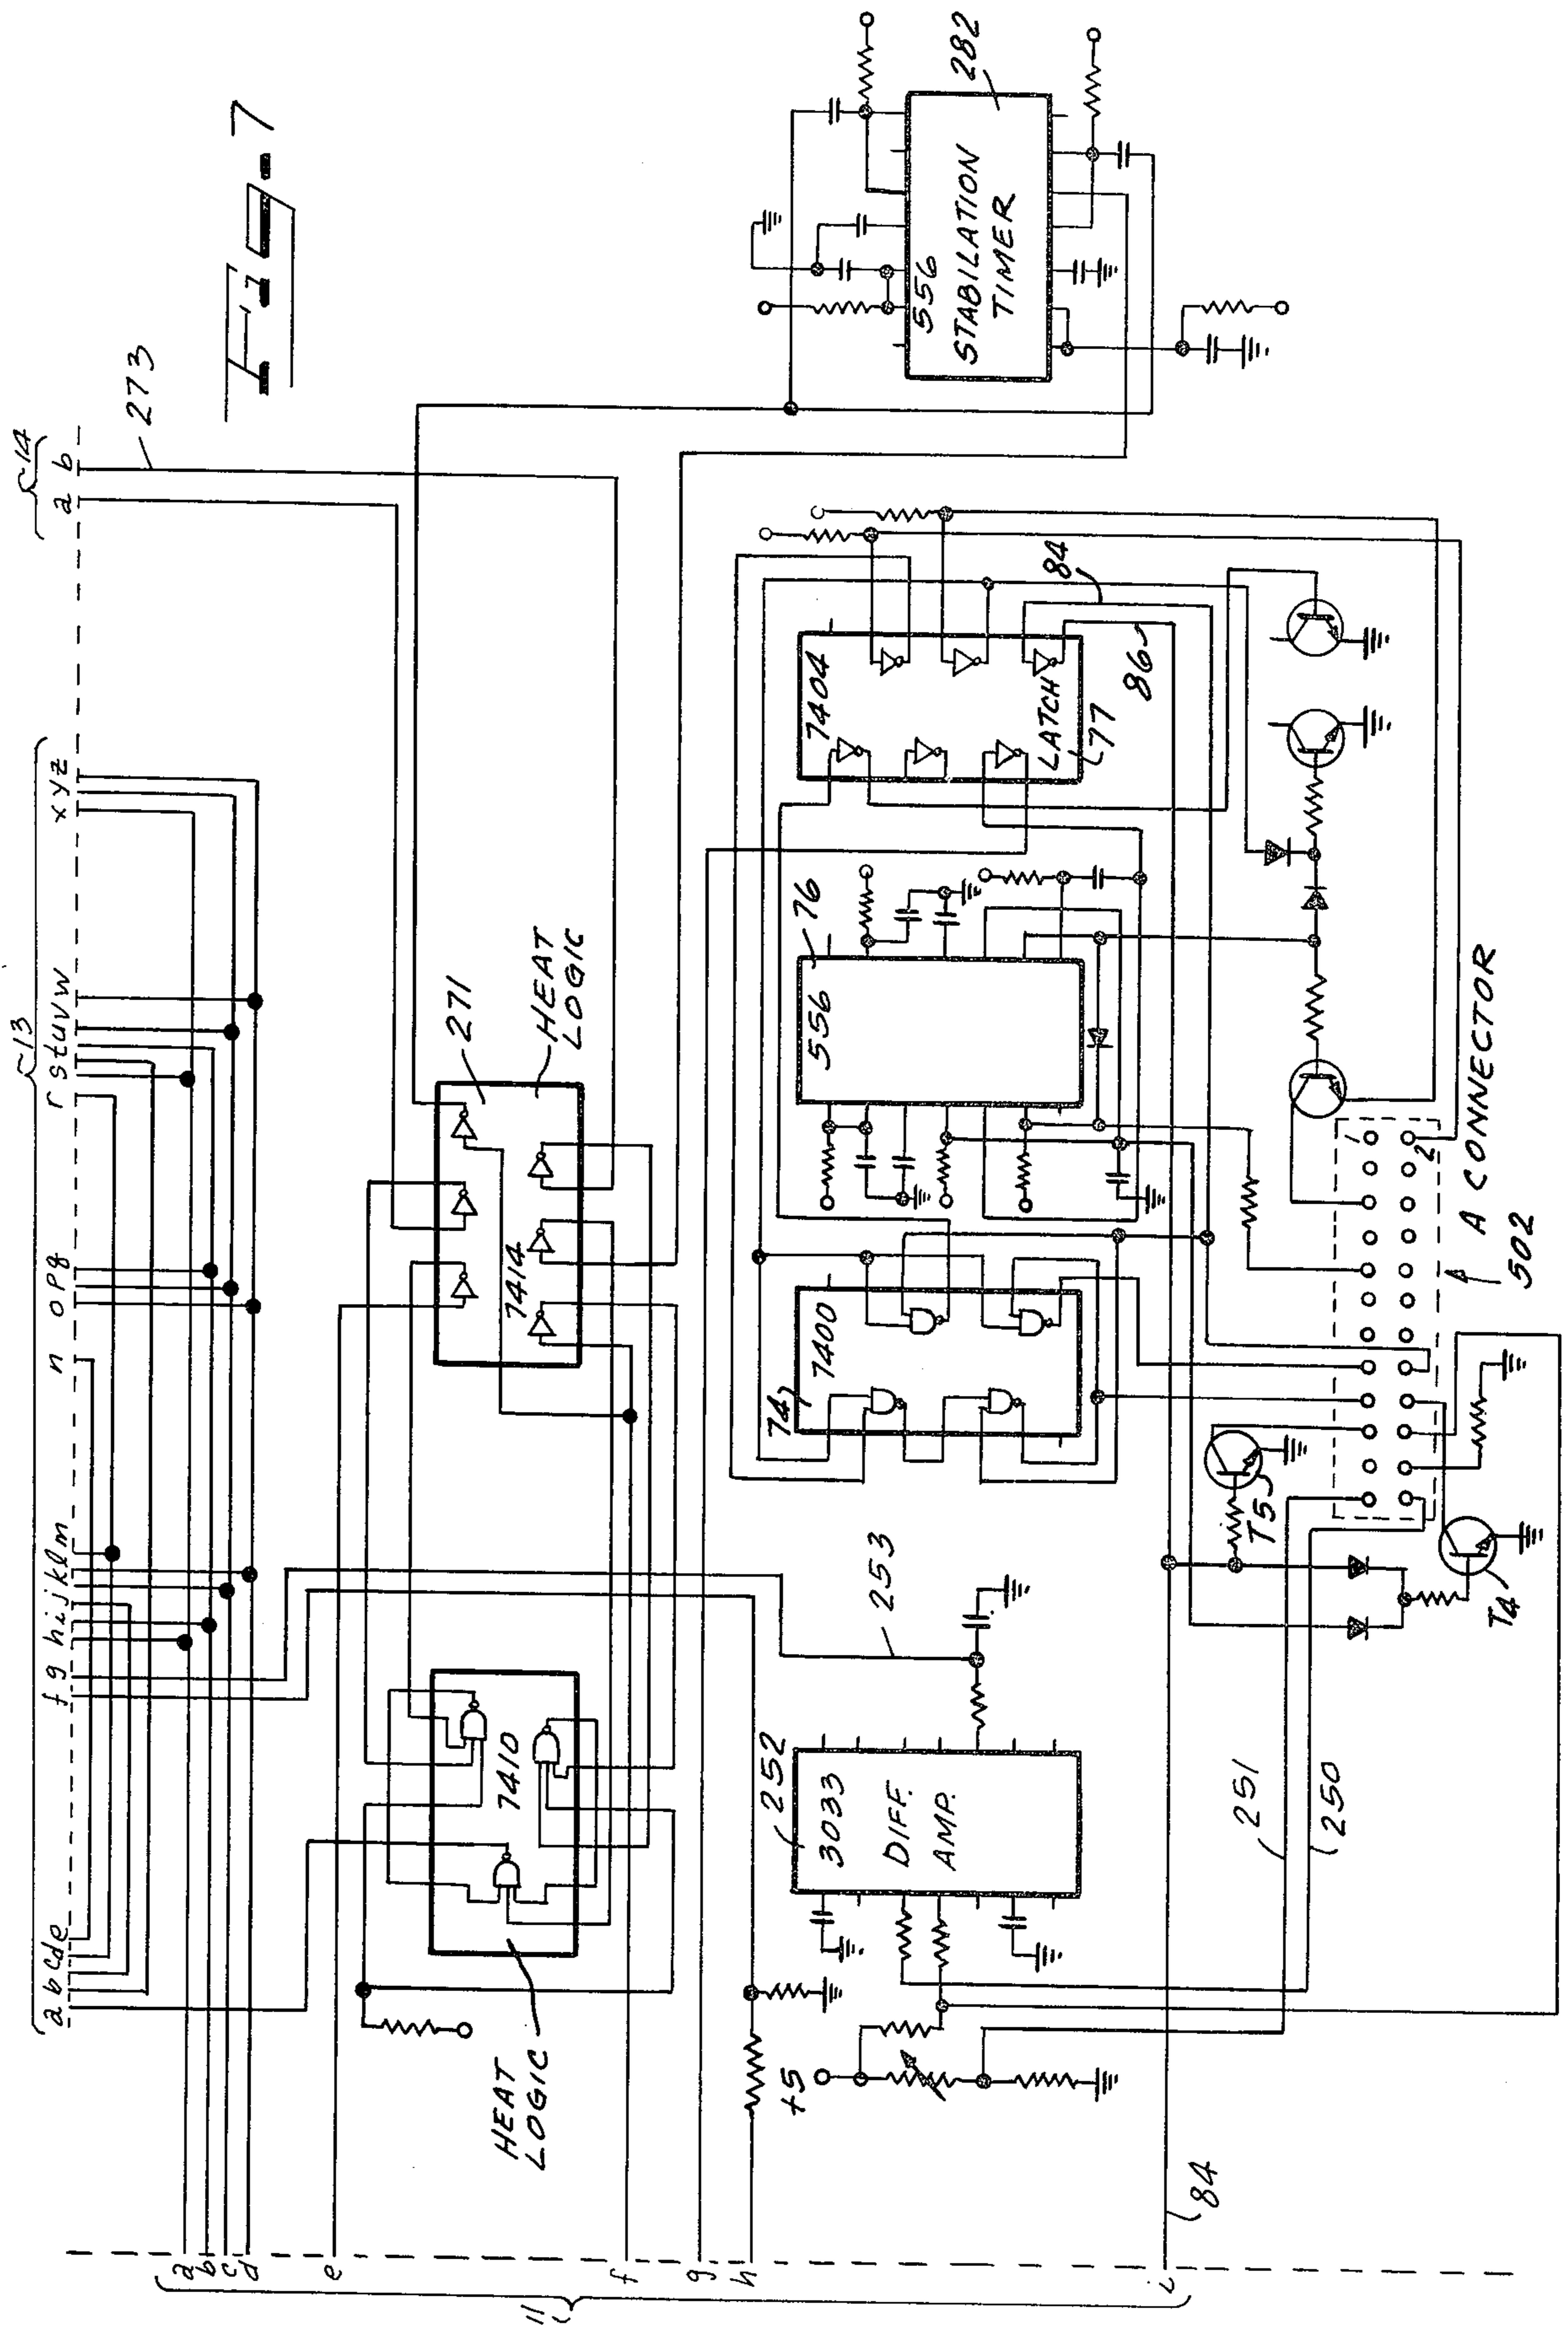 Fig-7
~13
~14
a b c d e f g h i j k l m n o p q r s t u v w x y z
a b
273
11
a
b
c
d
e
f
g
h
i
HEAT
LOGIC
7410
7414
271
HEAT
LOGIC
556
STABILATION
TIMER
282
+5
252
3033
DIFF.
AMP.
253
74
7400
556
76
7404
LATCH
77
84
86
84
251
250
T5
T4
1
2
A CONNECTOR
502